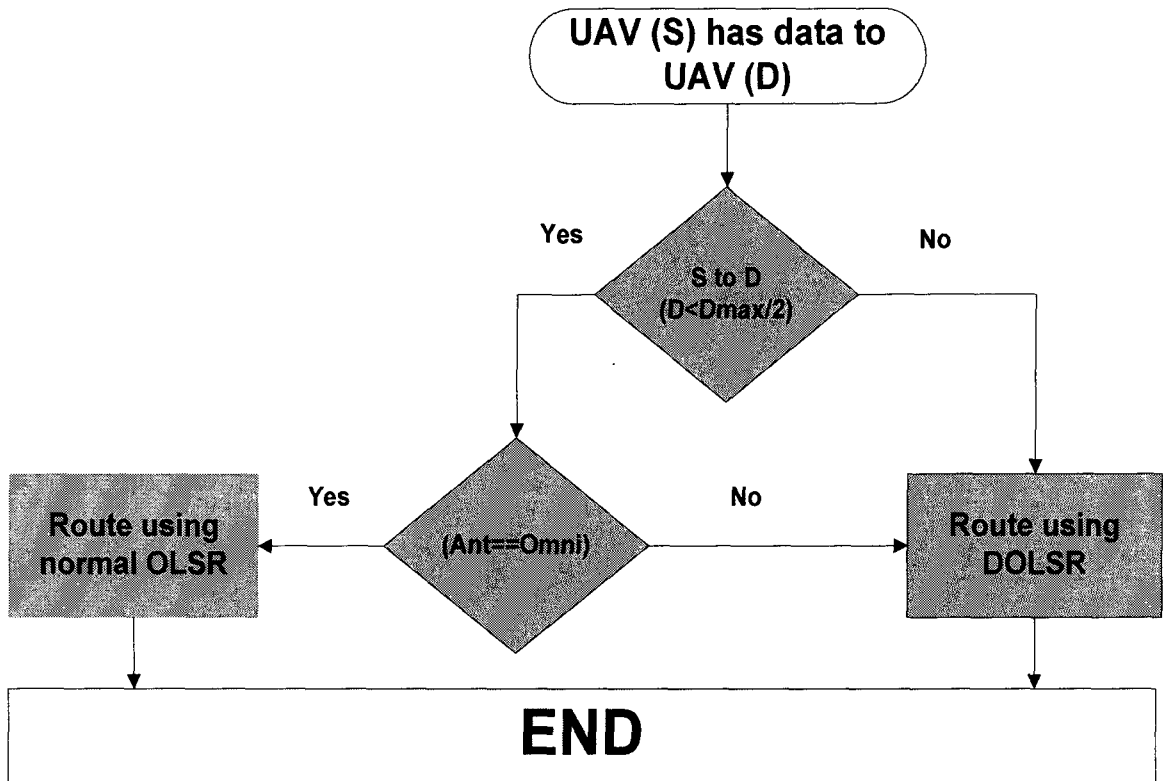 UAV (S) has data to
UAV (D)
Yes
No
S to D
(D<Dmax/2)
Yes
No
Route using
normal OLSR
(Ant==Omni)
Route using
DOLSR
END